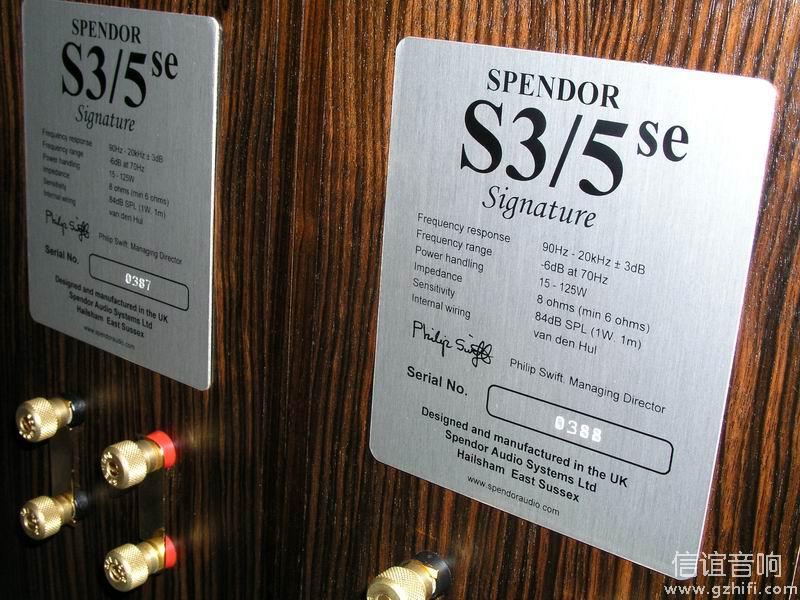 SPENDOR
S3/5se
Signature
Frequency response 90Hz - 20kHz ± 3dB
Frequency range -6dB at 70Hz
Power handling 15 - 125W
Impedance 8 ohms (min 6 ohms)
Sensitivity 84dB SPL (1W, 1m)
Internal wiring van den Hul
Philip Swift
Philip Swift, Managing Director
Serial No. 0387
Designed and manufactured in the UK
Spendor Audio Systems Ltd
Hailsham East Sussex
www.spendoraudio.com
SPENDOR
S3/5se
Signature
Frequency response 90Hz - 20kHz ± 3dB
Frequency range -6dB at 70Hz
Power handling 15 - 125W
Impedance 8 ohms (min 6 ohms)
Sensitivity 84dB SPL (1W, 1m)
Internal wiring van den Hul
Philip Swift
Philip Swift, Managing Director
Serial No. 0388
Designed and manufactured in the UK
Spendor Audio Systems Ltd
Hailsham East Sussex
www.spendoraudio.com
信谊音响
www.gzhifi.com